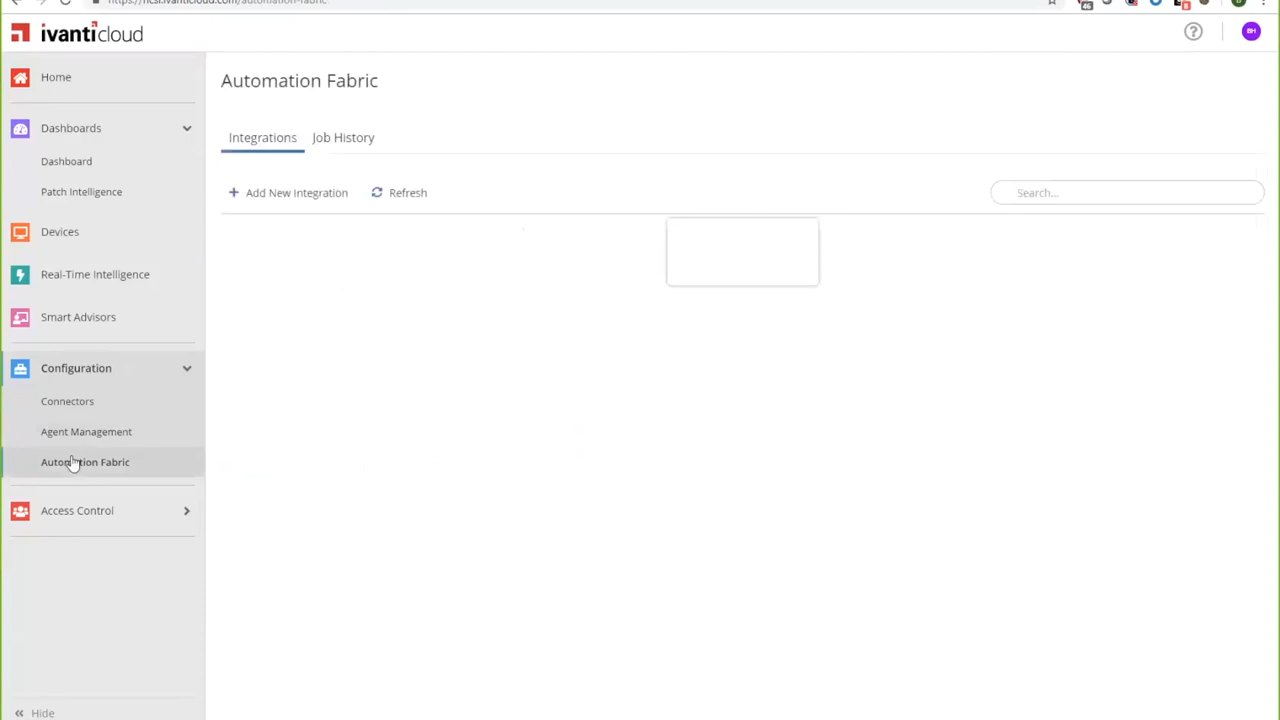 ivanticloud
BH
Home
Dashboards
Dashboard
Patch Intelligence
Devices
Real-Time Intelligence
Smart Advisors
Configuration
Connectors
Agent Management
Automation Fabric
Access Control
Hide
Automation Fabric
Integrations Job History
Add New Integration Refresh
Search...